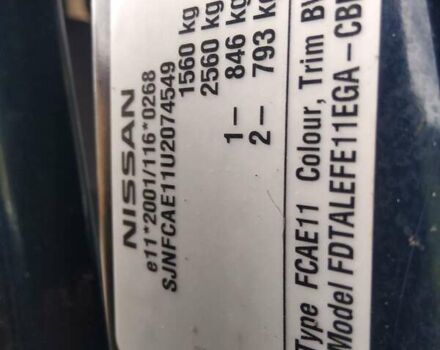 NISSAN
e11*2001/116*0268
SJNFCAE11U2074549
1560 kg
2560 kg
1– 846 kg
2– 793 kg
Type FCAE11 Colour, Trim
Model FDTALEFE11EGA–CB